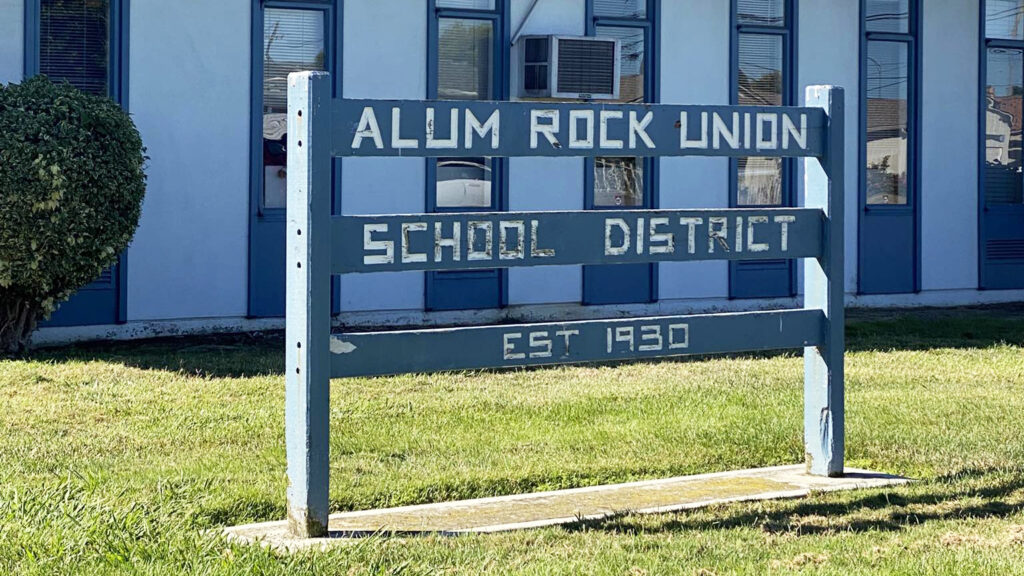 ALUM ROCK UNION
SCHOOL DISTRICT
EST 1930